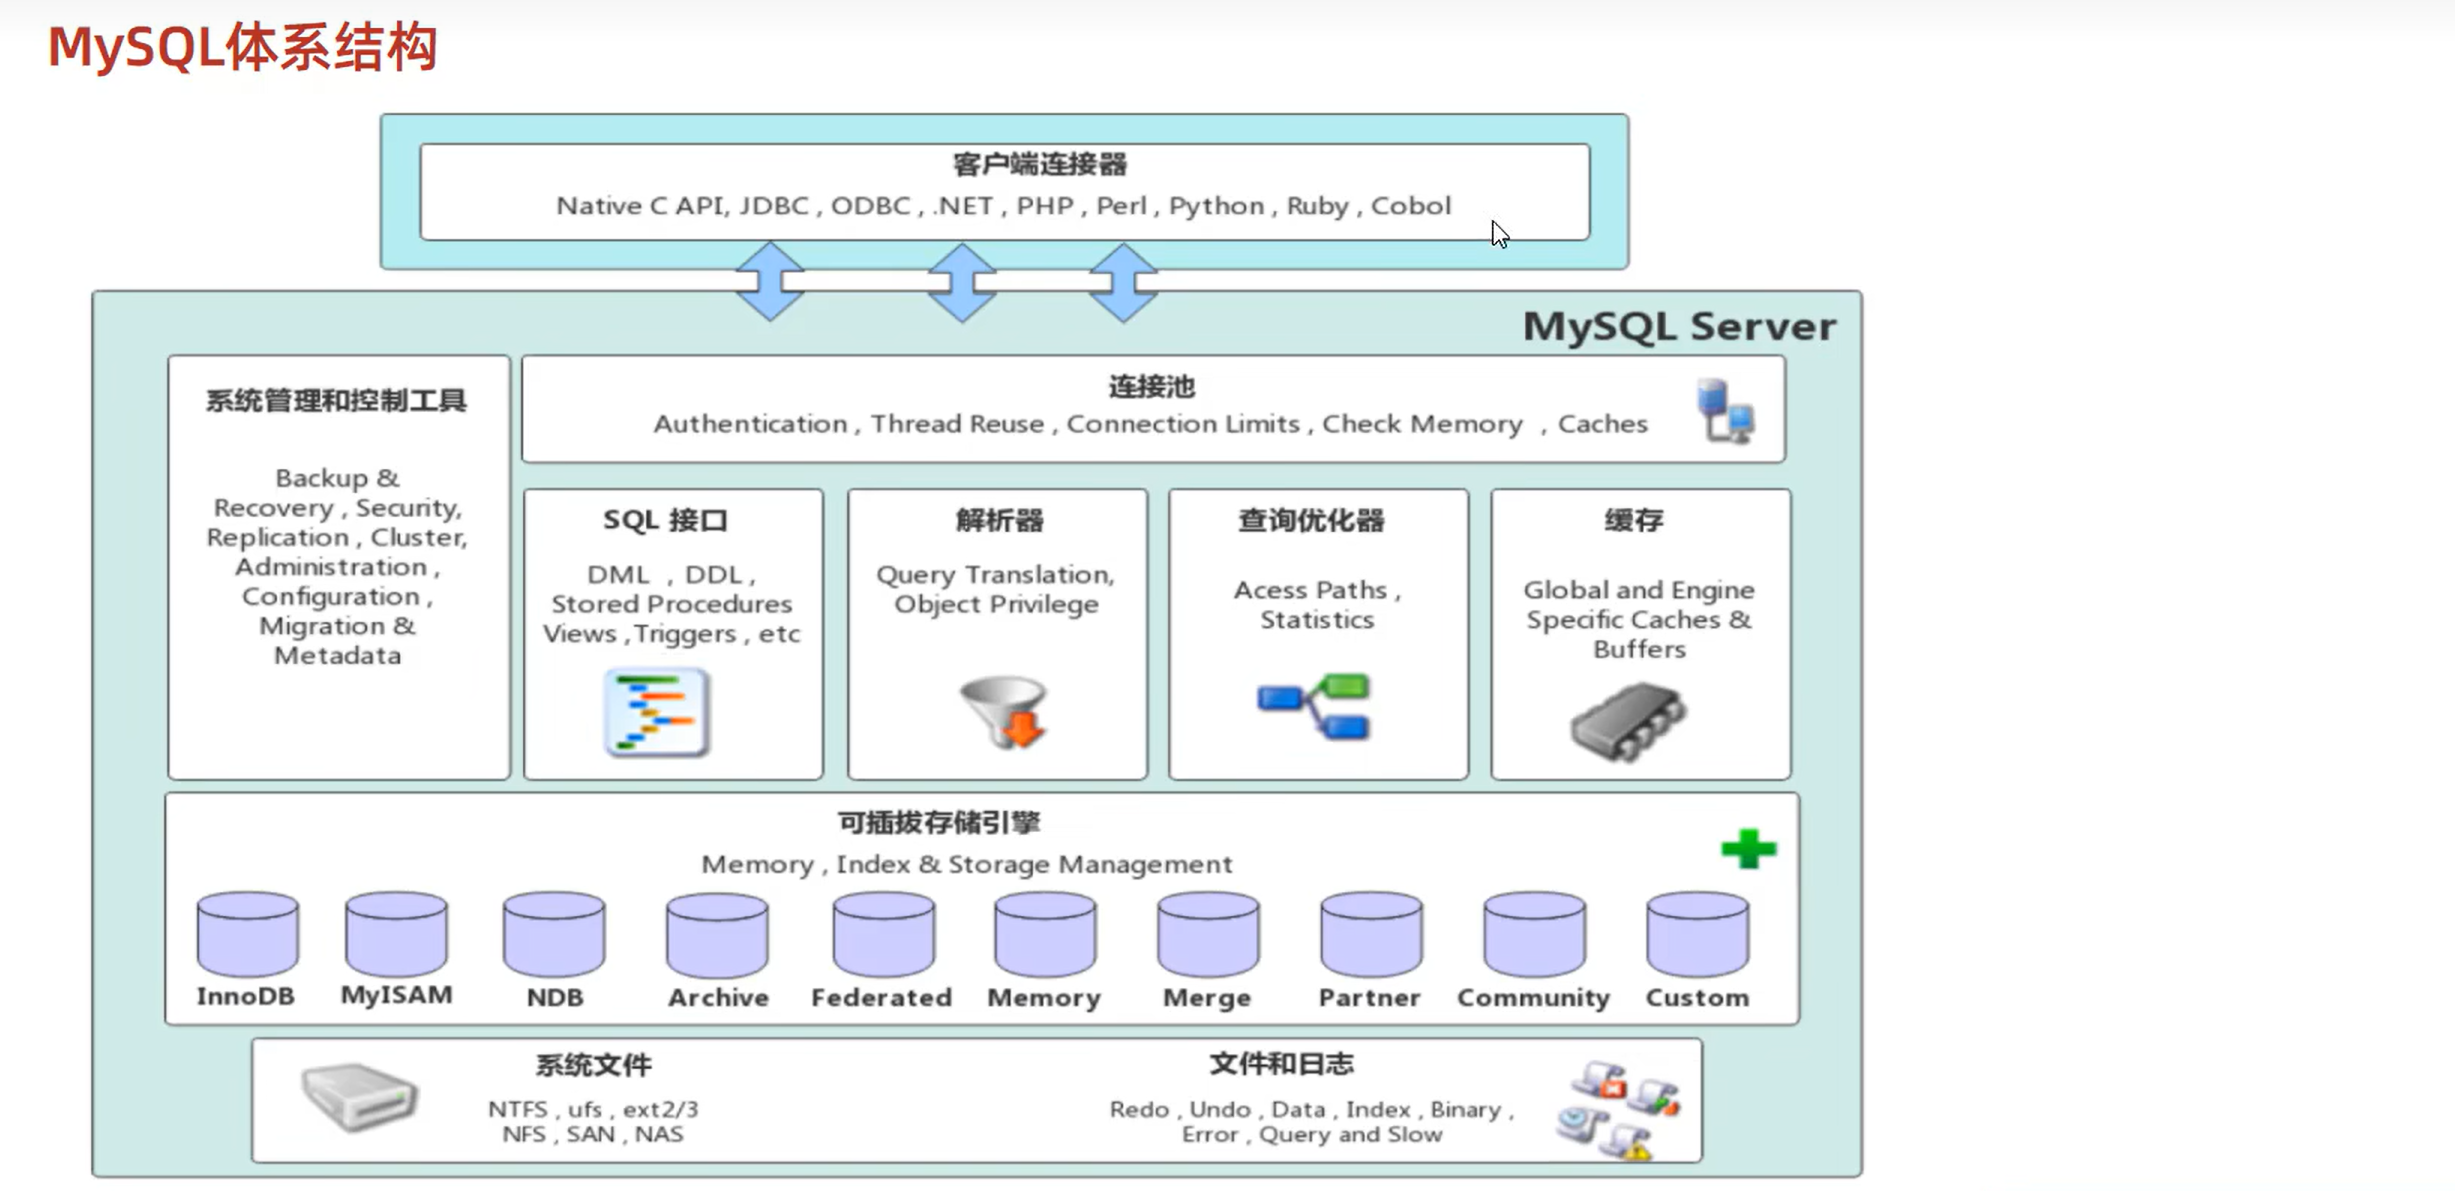 MySQL体系结构
客户端连接器
Native C API, JDBC , ODBC , .NET , PHP , Perl , Python , Ruby , Cobol
MySQL Server
系统管理和控制工具
Backup &
Recovery , Security,
Replication , Cluster,
Administration ,
Configuration ,
Migration &
Metadata
连接池
Authentication , Thread Reuse , Connection Limits , Check Memory , Caches
SQL 接口
DML , DDL ,
Stored Procedures
Views ,Triggers , etc
解析器
Query Translation,
Object Privilege
查询优化器
Acess Paths ,
Statistics
缓存
Global and Engine
Specific Caches &
Buffers
可插拔存储引擎
Memory , Index & Storage Management
InnoDB MyISAM NDB Archive Federated Memory Merge Partner Community Custom
系统文件
NTFS , ufs , ext2/3
NFS , SAN , NAS
文件和日志
Redo , Undo , Data , Index , Binary ,
Error , Query and Slow